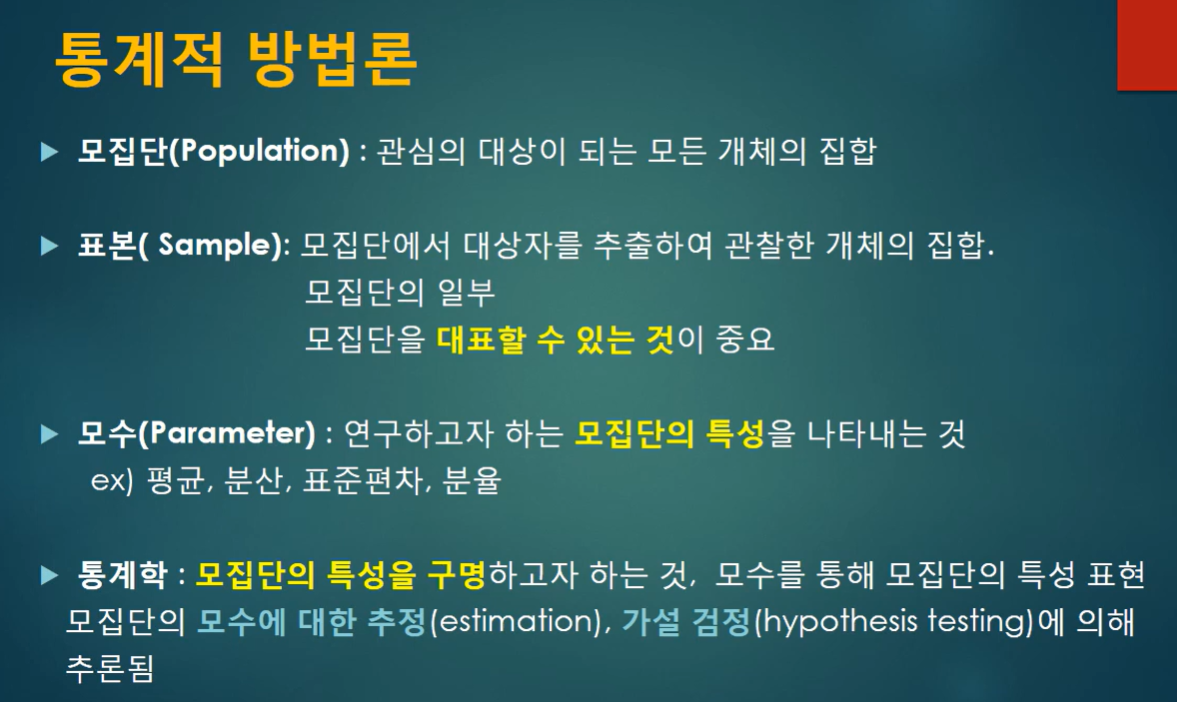 통계적 방법론
▶ 모집단(Population) : 관심의 대상이 되는 모든 개체의 집합
▶ 표본( Sample): 모집단에서 대상자를 추출하여 관찰한 개체의 집합.
모집단의 일부
모집단을 대표할 수 있는 것이 중요
▶ 모수(Parameter) : 연구하고자 하는 모집단의 특성을 나타내는 것
ex) 평균, 분산, 표준편차, 분율
▶ 통계학 : 모집단의 특성을 구명하고자 하는 것, 모수를 통해 모집단의 특성 표현
모집단의 모수에 대한 추정(estimation), 가설 검정(hypothesis testing)에 의해
추론됨